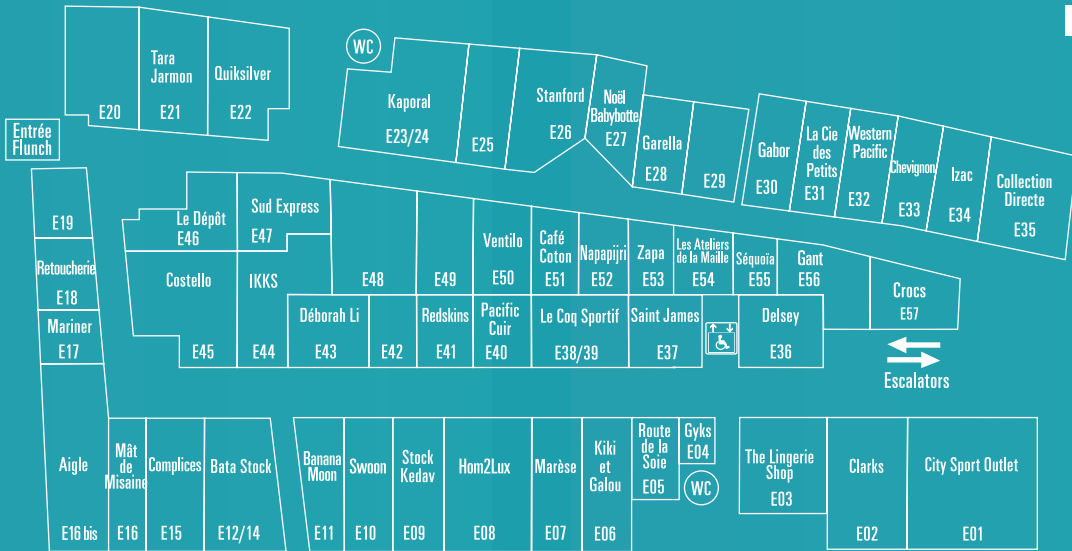 E20
Tara
Jarmon
E21
Quiksilver
E22
WC
Kaporal
E23/24
E25
Stanford
E26
Noël
Babybotte
E27
Garella
E28
E29
Gabor
E30
La Cie
des
Petits
E31
Western
Pacific
E32
Chevignon
E33
Izac
E34
Collection
Directe
E35
Entrée
Flunch
E19
Retoucherie
E18
Mariner
E17
Le Dépôt
E46
Sud Express
E47
E48
E49
Ventilo
E50
Café
Coton
E51
Napapijri
E52
Zapa
E53
Les Ateliers
de la Maille
E54
Séquoïa
E55
Gant
E56
Crocs
E57
Costello
E45
IKKS
E44
Déborah Li
E43
E42
Redskins
E41
Pacific
Cuir
E40
Le Coq Sportif
E38/39
Saint James
E37
Delsey
E36
Escalators
Aigle
E16 bis
Mât
de
Misaine
E16
Complices
E15
Bata Stock
E12/14
Banana
Moon
E11
Swoon
E10
Stock
Kedav
E09
Hom2Lux
E08
Marèse
E07
Kiki
et
Galou
E06
Route
de la
Soie
E05
Gyks
E04
WC
The Lingerie
Shop
E03
Clarks
E02
City Sport Outlet
E01